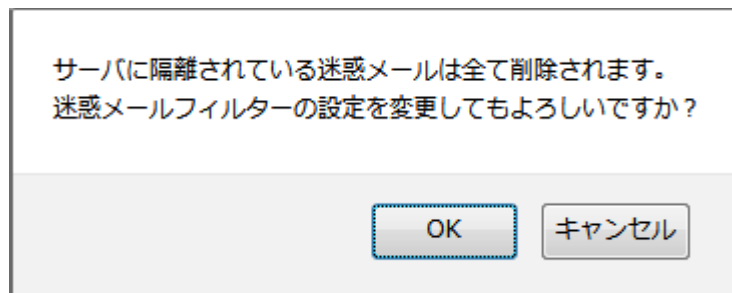 サーバに隔離されている迷惑メールは全て削除されます。
迷惑メールフィルターの設定を変更してもよろしいですか？
OK
キャンセル